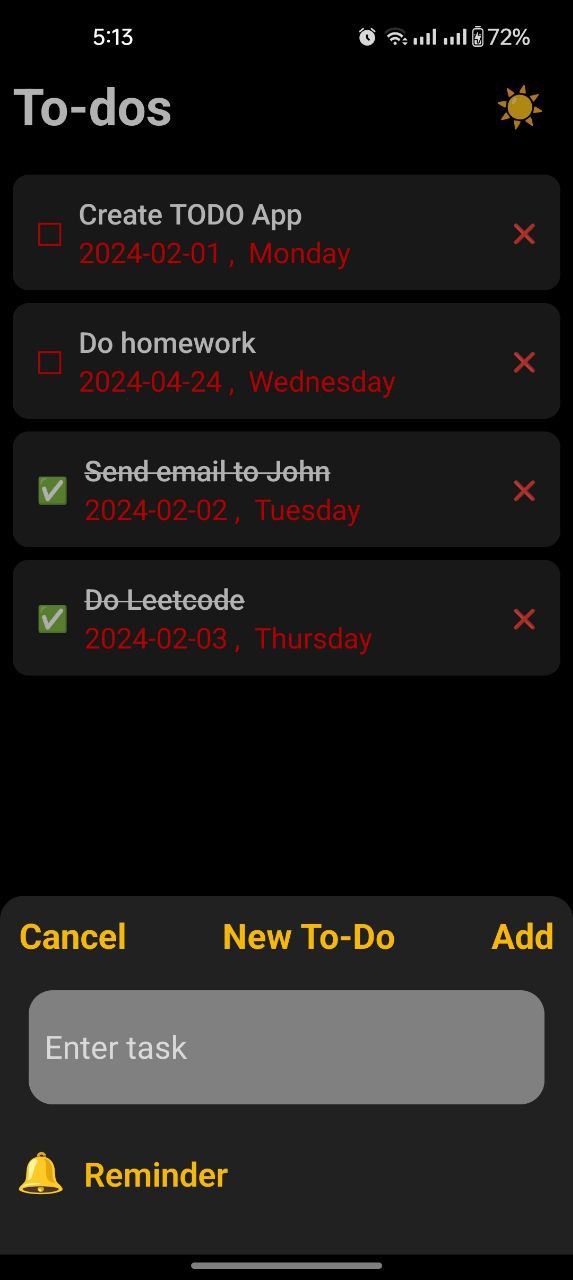 5:13 72%
To-dos
Create TODO App
2024-02-01 , Monday
Do homework
2024-04-24 , Wednesday
Send email to John
2024-02-02 , Tuesday
Do Leetcode
2024-02-03 , Thursday
Cancel New To-Do Add
Enter task
Reminder